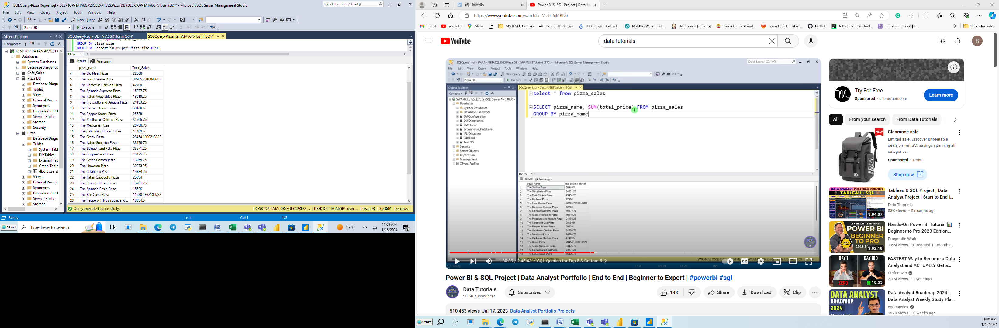 SQLQuery-Pizza Report.sql - DESKTOP-TATA6GR\SQLEXPRESS.Pizza DB (DESKTOP-TATA6GR\Tosin (56))* - Microsoft SQL Server Management Studio
Quick Launch (Ctrl+Q)
File Edit View Query Project Tools Window Help
New Query
Pizza DB
Execute
Object Explorer
Connect
DESKTOP-TATA6GR\SQLEX
Databases
System Databases
Database Snapshots
Café_Sales
Pizza DB
Database Diagra
Tables
Views
External Resour
Synonyms
Programmabilit
Service Broker
Storage
Security
Pizza
Database Diagra
Tables
System Tabl
FileTables
External Tab
Graph Table
dbo.pizza_sa
Views
External Resour
Synonyms
Programmabilit
Service Broker
Storage
SQLQuery6.sql - DE...ATA6GR\Tosin (53))*
SQLQuery-Pizza Re...ATA6GR\Tosin (56))*
GROUP BY pizza_size
ORDER BY Percent_Sales_per_Pizza_size DESC
90 %
Results Messages
pizza_name Total_Sales
4 The Big Meat Pizza 22968
5 The Four Cheese Pizza 32265.7010040283
6 The Barbecue Chicken Pizza 42768
7 The Spinach Supreme Pizza 15277.75
8 The Italian Vegetables Pizza 16019.25
9 The Prosciutto and Arugula Pizza 24193.25
10 The Classic Deluxe Pizza 38180.5
11 The Pepper Salami Pizza 25529
12 The Southwest Chicken Pizza 34705.75
13 The Mexicana Pizza 26780.75
14 The California Chicken Pizza 41409.5
15 The Greek Pizza 28454.1000213623
16 The Italian Supreme Pizza 33476.75
17 The Spinach and Feta Pizza 23271.25
18 The Soppressata Pizza 16425.75
19 The Green Garden Pizza 13955.75
20 The Hawaiian Pizza 32273.25
21 The Calabrese Pizza 15934.25
22 The Italian Capocollo Pizza 25094
23 The Chicken Pesto Pizza 16701.75
24 The Spinach Pesto Pizza 15596
25 The Brie Carre Pizza 11588.4998130798
26 The Pepperoni, Mushroom, and... 18834.5
Query executed successfully.
DESKTOP-TATA6GR\SQLEXPRESS ... DESKTOP-TATA6GR\Tosin ... Pizza DB 00:00:01 32 rows
Ready Ln 1 Col 1 INS
Start Type here to search 17°F 11:08 AM
1/16/2024
2
(6) LinkedIn
Power BI & SQL Project | Data An
https://www.youtube.com/watch?v=V-s8c6jMRN0
Gmail YouTube Maps MS ITM UT dallas Home | ICOdrops ICO Drops - Calend... MyEtherWallet | ME... Dashboard [Jenkins] Travis CI - Test and... Learn GitLab · Tikwil... GitHub JetBrains Team Tool... Terms of Service | H... Other favorites
YouTube
data tutorials
B
SQLQuery1.sql - SWAPNJEET\SQL2022.Pizza DB (SWAPNJEET\kabhi (170))* - Microsoft SQL Server Management Studio
Quick Launch (Ctrl+Q)
File Edit View Query Project Tools Window Help
New Query
Pizza DB
Execute
Object Explorer
Connect
SWAPNJEET\SQL2022 (SQL Server 16.0.1000 -
Databases
System Databases
Database Snapshots
DWConfiguration
DWDiagnostics
DWQueue
Ecommerce_Database
IPL_Database
Pizza DB
Test DB
Security
Server Objects
Replication
Management
XEvent Profiler
SQLQuery1.sql - SW...NJEET\kabhi (170))*
select * from pizza_sales
SELECT pizza_name, SUM(total_price) FROM pizza_sales
GROUP BY pizza_name
165 %
Results Messages
pizza_name (No column name)
1 The Sicilian Pizza 30940.5
2 The Spicy Italian Pizza 34831.25
3 The Thai Chicken Pizza 43434.25
4 The Big Meat Pizza 22968
5 The Four Cheese Pizza 32265.7010040283
6 The Barbecue Chicken Pizza 42768
7 The Spinach Supreme Pizza 15277.75
8 The Italian Vegetables Pizza 16019.25
9 The Prosciutto and Arugula Pizza 24193.25
10 The Classic Deluxe Pizza 38180.5
11 The Pepper Salami Pizza 25529
12 The Southwest Chicken Pizza 34705.75
13 The Mexicana Pizza 26780.75
14 The California Chicken Pizza 41409.5
15 The Greek Pizza 28454.1000213623
16 The Italian Supreme Pizza 33476.75
17 The Spinach and Feta Pizza 23271.25
18 The Soppressata Pizza 16425.75
1:05:09 / 2:46:43 • SQL Queries for Top 5 & Bottom 5
Ready Ln 4 Col 20 Ch 20 INS
Power BI & SQL Project | Data Analyst Portfolio | End to End | Beginner to Expert | #powerbi #sql
Data Tutorials
93.6K subscribers
Subscribed
14K Share Download Clip
510,453 views Jul 17, 2023 Data Analyst Portfolio Projects
Try For Free
Sponsored · usemotion.com
Learn more
All From your search From Data Tutorials
NEW
HUOHUO
Clearance sale
Limited sale. Discover unbeatable
deals on Temu®: savings spanning all
categories.
Sponsored · Temu
Shop now
DATA ANALYST PORTFOLIO PROJECT
TABLEAU + SQL
END TO END FOR BEGINNERS
3:04:07
Tableau & SQL Project | Data
Analyst Project | Start to End |...
Data Tutorials
53K views • 5 months ago
LEARN WITH THE NERDS
POWER BI
BEGINNER
TO PRO
1.6M+
VIEWS
3:02:18
Hands-On Power BI Tutorial
Beginner to Pro 2023 Edition...
Pragmatic Works
1.6M views • Streamed 11 months...
DAY 1 DAY 100
ZERO
10:55
FASTEST Way to Become a Data
Analyst and ACTUALLY Get a...
Stefanovic
2.7M views • 1 year ago
DATA ANALYST
ROADMAP
2024
Data Analyst Roadmap 2024 |
Data Analyst Weekly Study Pla...
codebasics
127K views • 3 weeks ago
Start
11:08 AM
1/16/2024